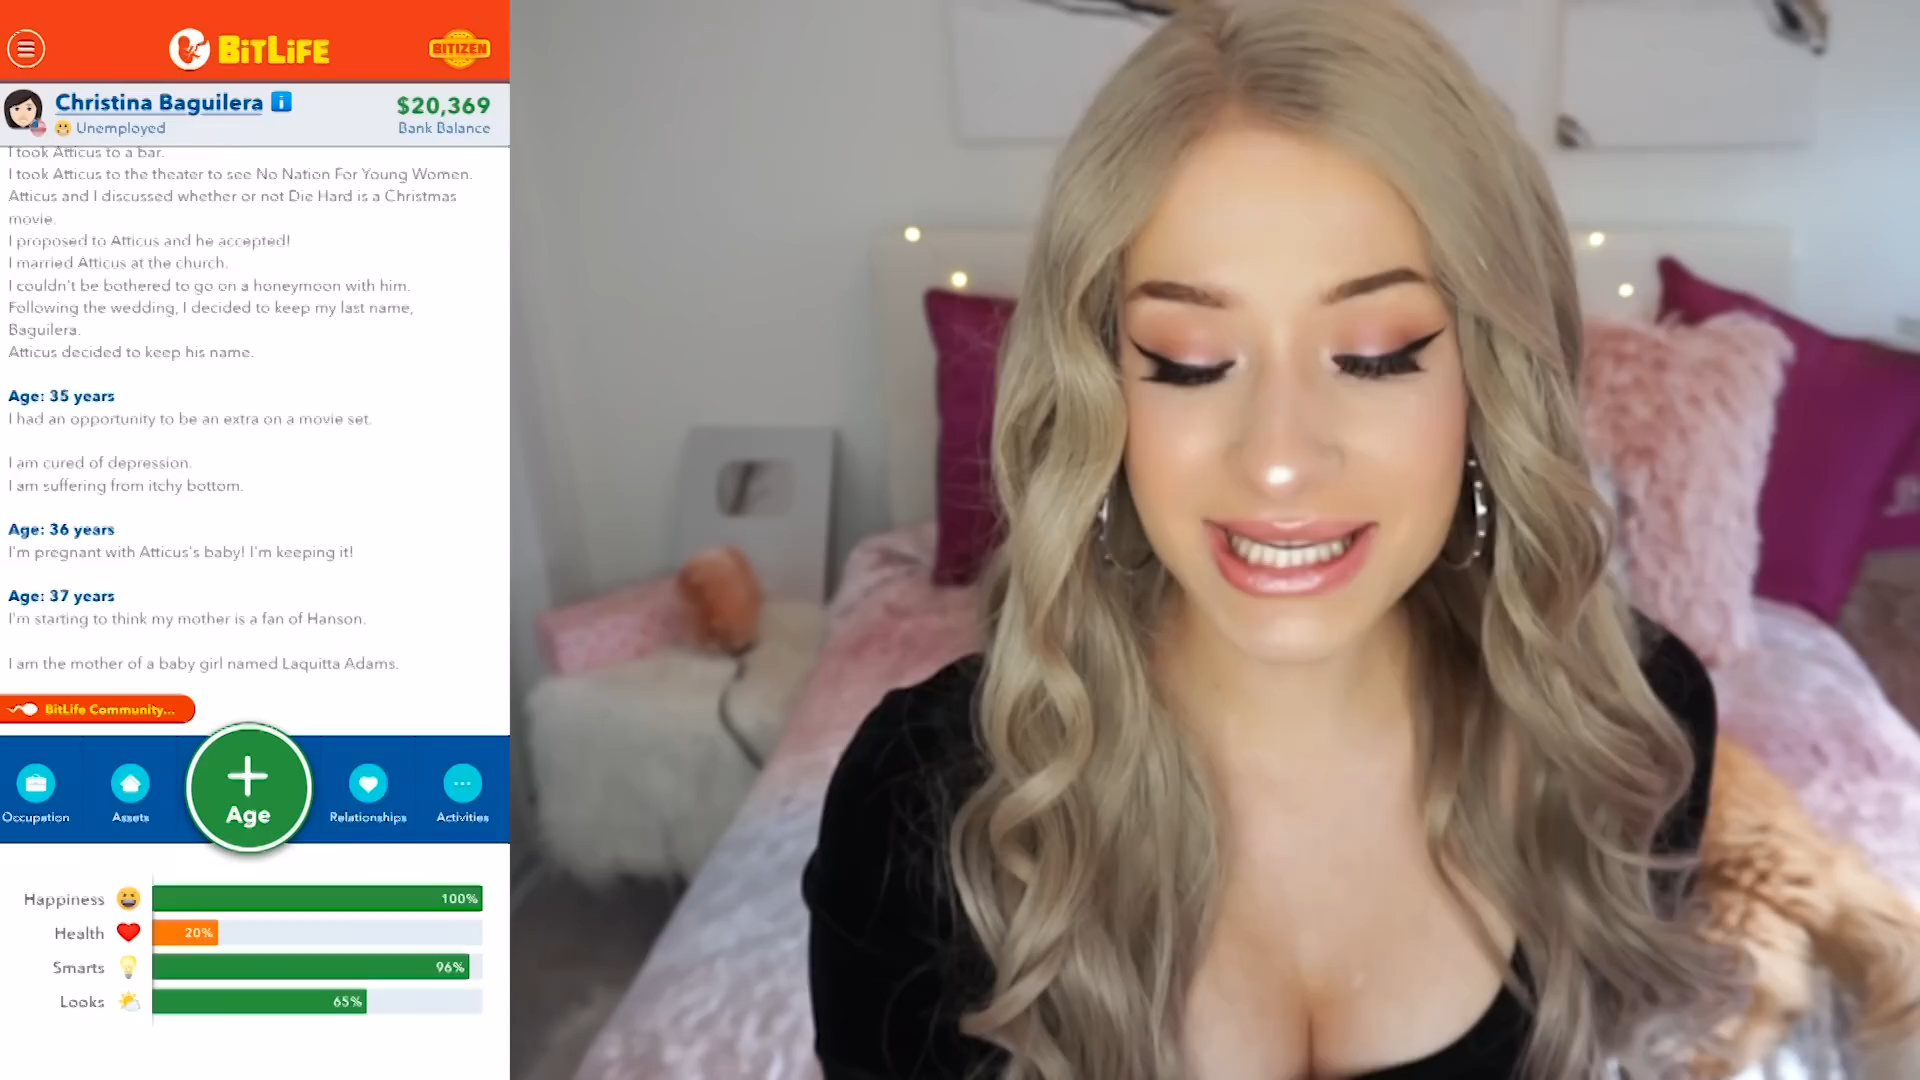 BiTLiFE
BITIZEN
Christina Baguilera i
$20,369
Unemployed
Bank Balance
I took Atticus to a bar.
I took Atticus to the theater to see No Nation For Young Women.
Atticus and I discussed whether or not Die Hard is a Christmas
movie.
I proposed to Atticus and he accepted!
I married Atticus at the church.
I couldn't be bothered to go on a honeymoon with him.
Following the wedding, I decided to keep my last name,
Baguilera.
Atticus decided to keep his name.
Age: 35 years
I had an opportunity to be an extra on a movie set.
I am cured of depression.
I am suffering from itchy bottom.
Age: 36 years
I'm pregnant with Atticus's baby! I'm keeping it!
Age: 37 years
I'm starting to think my mother is a fan of Hanson.
I am the mother of a baby girl named Laquitta Adams.
BitLife Community...
Occupation
Assets
Age
Relationships
Activities
Happiness 100%
Health 20%
Smarts 96%
Looks 65%